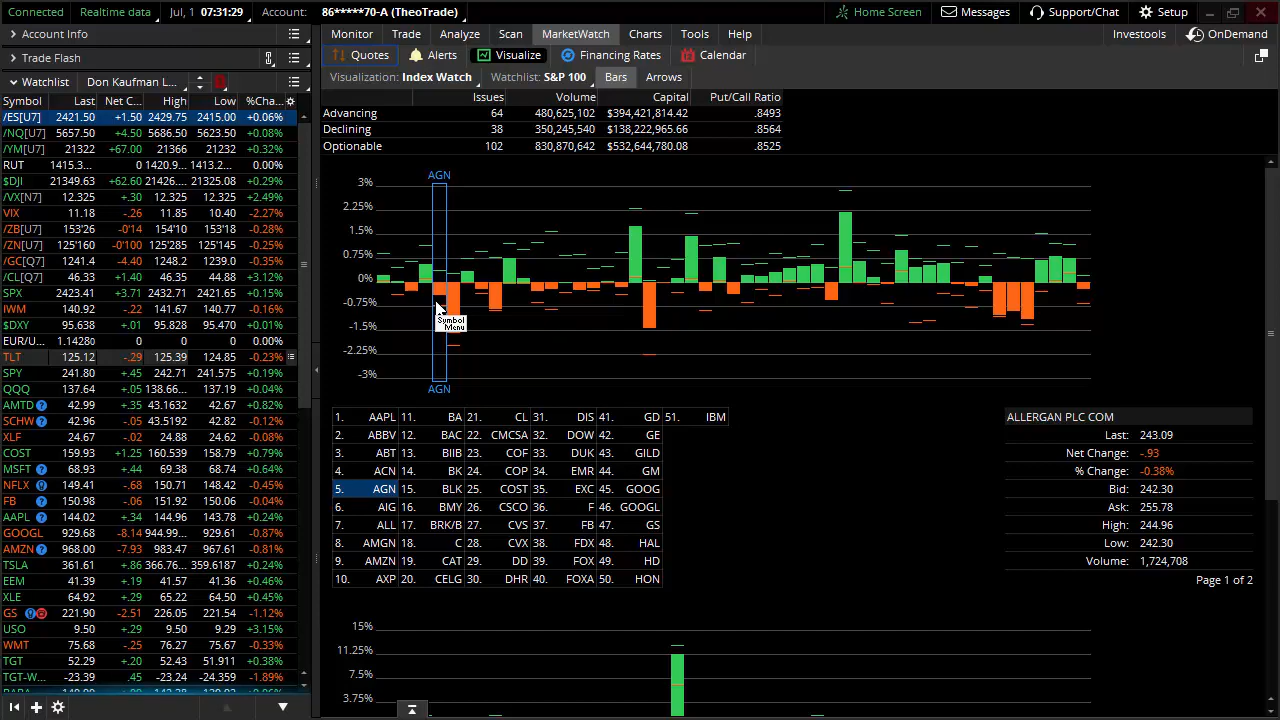 Connected Realtime data Jul, 1 07:31:29 Account: 86*****70-A (TheoTrade) Home Screen Messages Support/Chat Setup
Account Info
Monitor Trade Analyze Scan MarketWatch Charts Tools Help Investools OnDemand
Trade Flash
Quotes Alerts Visualize Financing Rates Calendar
Watchlist Don Kaufman L...
Visualization: Index Watch Watchlist: S&P 100 Bars Arrows
Symbol Last Net C... High Low %Cha...
/ES[U7] 2421.50 +1.50 2429.75 2415.00 +0.06%
/NQ[U7] 5657.50 +4.50 5686.50 5623.50 +0.08%
/YM[U7] 21322 +67.00 21366 21232 +0.32%
RUT 1415.3... 0 1420.9... 1413.2... 0.00%
$DJI 21349.63 +62.60 21426.... 21325.08 +0.29%
/VX[N7] 12.325 +.30 12.325 12.325 +2.49%
VIX 11.18 -.26 11.85 10.40 -2.27%
/ZB[U7] 153'26 -0'14 154'10 153'18 -0.28%
/ZN[U7] 125'160 -0'100 125'285 125'145 -0.25%
/GC[Q7] 1241.4 -4.40 1248.2 1239.0 -0.35%
/CL[Q7] 46.33 +1.40 46.35 44.88 +3.12%
SPX 2423.41 +3.71 2432.71 2421.65 +0.15%
IWM 140.92 -.22 141.67 140.77 -0.16%
$DXY 95.638 +.01 95.828 95.470 +0.01%
EUR/U... 1.14280 0 0 0 0.00%
TLT 125.12 -.29 125.39 124.85 -0.23%
SPY 241.80 +.45 242.71 241.575 +0.19%
QQQ 137.64 +.05 138.66... 137.19 +0.04%
AMTD 42.99 +.35 43.1632 42.67 +0.82%
SCHW 42.96 -.05 43.5197 42.82 -0.12%
XLF 24.67 -.02 24.88 24.62 -0.08%
COST 159.93 +1.25 160.539 158.79 +0.79%
MSFT 68.93 +.44 69.38 68.74 +0.64%
NFLX 149.41 -.68 150.71 148.42 -0.45%
FB 150.98 -.06 151.92 150.06 -0.04%
AAPL 144.02 +.34 144.96 143.78 +0.24%
GOOGL 929.68 -8.14 944.99... 929.61 -0.87%
AMZN 968.00 -7.93 983.47 967.61 -0.81%
TSLA 361.61 +.86 366.76... 359.6187 +0.24%
EEM 41.39 +.19 41.57 41.36 +0.46%
XLE 64.92 +.29 65.22 64.50 +0.45%
GS 221.90 -2.51 226.05 221.54 -1.12%
USO 9.50 +.29 9.50 9.29 +3.15%
WMT 75.68 -.25 76.27 75.67 -0.33%
TGT 52.29 +.20 52.43 51.911 +0.38%
TGT-W... -23.39 .45 -23.24 -24.359 -1.89%
Issues Volume Capital Put/Call Ratio
Advancing 64 480,625,102 $394,421,814.42 .8493
Declining 38 350,245,540 $138,222,965.66 .8564
Optionable 102 830,870,642 $532,644,780.08 .8525
AGN
3%
2.25%
1.5%
0.75%
0%
-0.75%
Symbol
Menu
-1.5%
-2.25%
-3%
AGN
1. AAPL 11. BA 21. CL 31. DIS 41. GD 51. IBM
2. ABBV 12. BAC 22. CMCSA 32. DOW 42. GE
3. ABT 13. BIIB 23. COF 33. DUK 43. GILD
4. ACN 14. BK 24. COP 34. EMR 44. GM
5. AGN 15. BLK 25. COST 35. EXC 45. GOOG
6. AIG 16. BMY 26. CSCO 36. F 46. GOOGL
7. ALL 17. BRK/B 27. CVS 37. FB 47. GS
8. AMGN 18. C 28. CVX 38. FDX 48. HAL
9. AMZN 19. CAT 29. DD 39. FOX 49. HD
10. AXP 20. CELG 30. DHR 40. FOXA 50. HON
ALLERGAN PLC COM
Last: 243.09
Net Change: -.93
% Change: -0.38%
Bid: 242.30
Ask: 255.78
High: 244.96
Low: 242.30
Volume: 1,724,708
Page 1 of 2
15%
11.25%
7.5%
3.75%